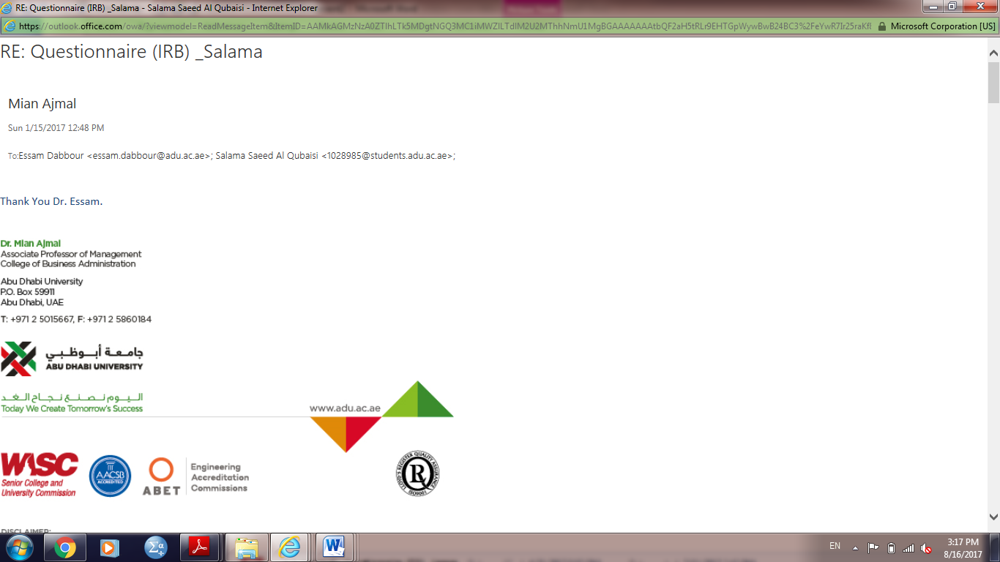 RE: Questionnaire (IRB) _Salama - Salama Saeed Al Qubaisi - Internet Explorer
https://outlook.office.com/owa/?viewmodel=ReadMessageItem&ItemID=
Microsoft Corporation [US]
RE: Questionnaire (IRB) _Salama
Mian Ajmal
Sun 1/15/2017 12:48 PM
To:Essam Dabbour <essam.dabbour@adu.ac.ae>; Salama Saeed Al Qubaisi <1028985@students.adu.ac.ae>;
Thank You Dr. Essam.
Dr. Mian Ajmal
Associate Professor of Management
College of Business Administration
Abu Dhabi University
P.O. Box 59911
Abu Dhabi, UAE
T: +971 2 5015667, F: +971 2 5860184
جامعة أبوظبي
ABU DHABI UNIVERSITY
اليوم نصنع نجاح الغد
Today We Create Tomorrow's Success
www.adu.ac.ae
WASC
Senior College and
University Commission
AACSB
ACCREDITED
ABET
Engineering
Accreditation
Commissions
LLOYD'S REGISTER QUALITY ASSURANCE
LR
ISO9001
DISCLAIMER:
EN
3:17 PM
8/16/2017